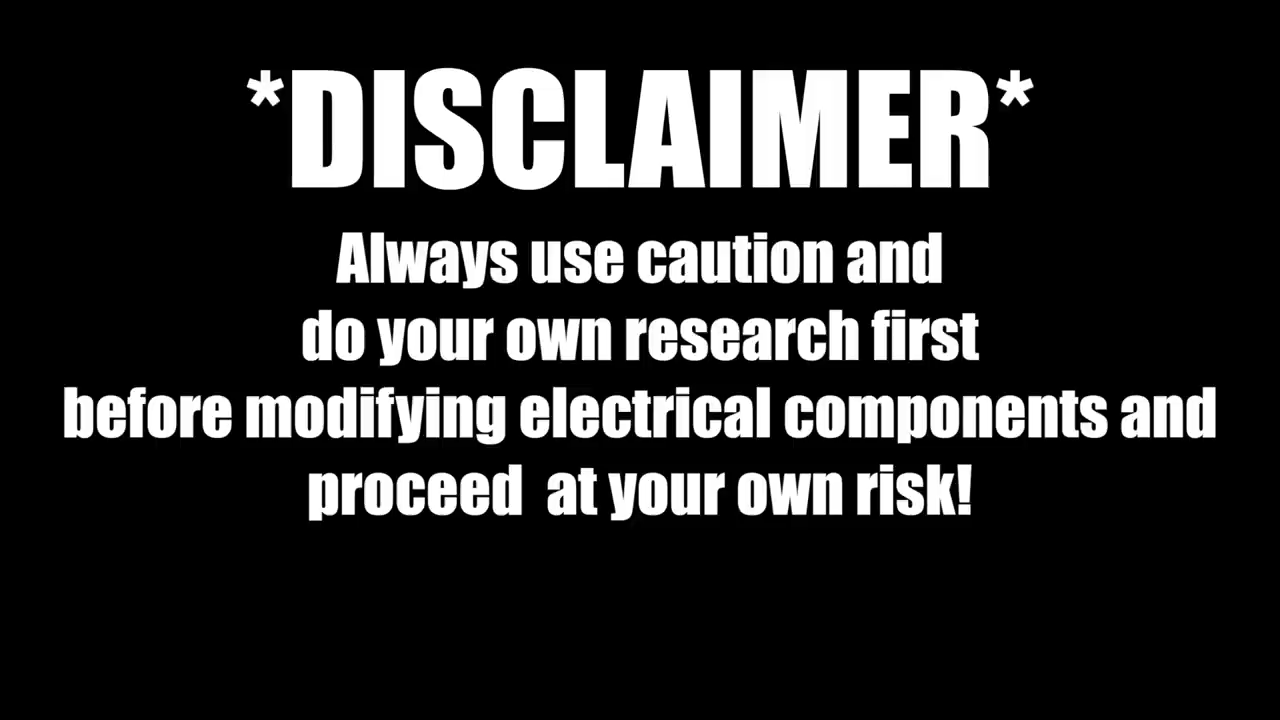 *DISCLAIMER*
Always use caution and
do your own research first
before modifying electrical components and
proceed  at your own risk!